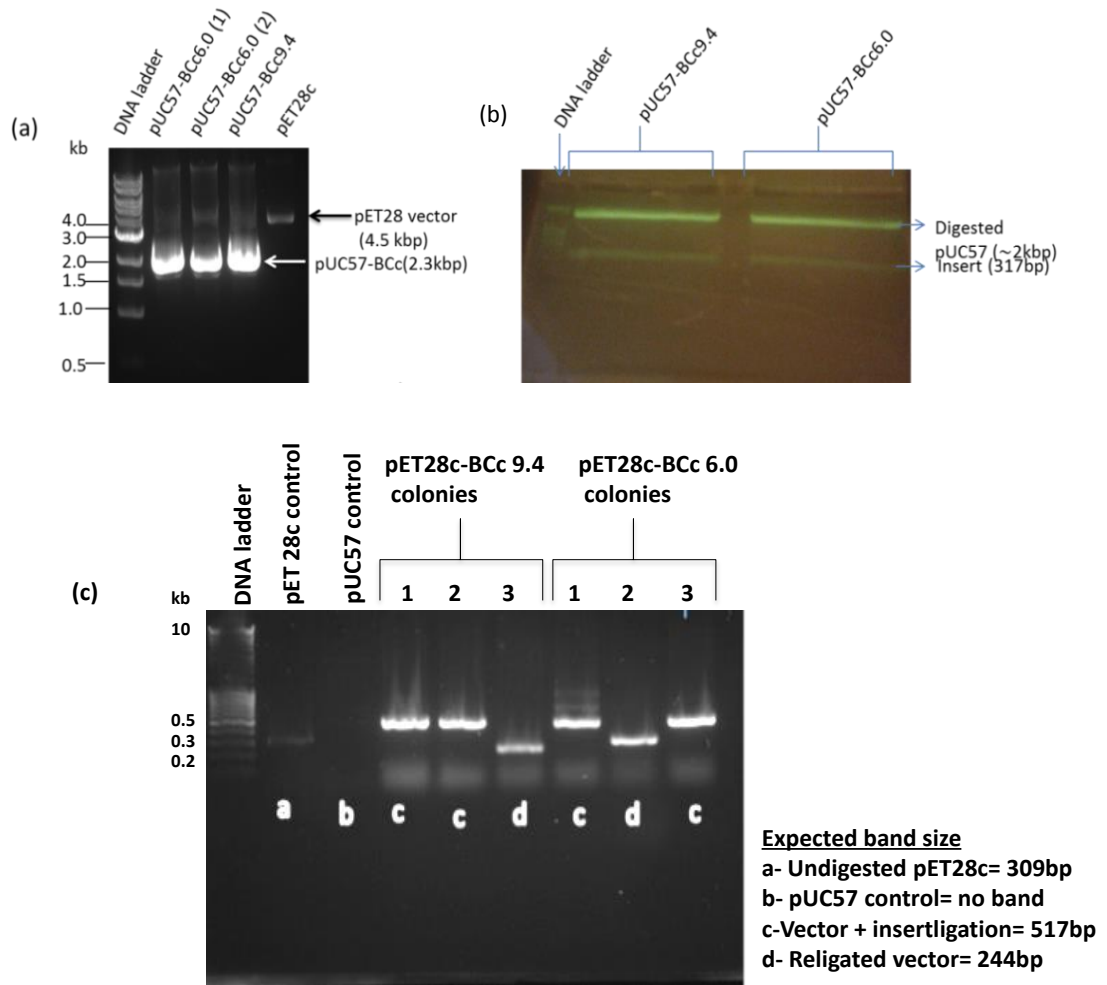 (a)
kb
DNA ladder
pUC57-BCc6.0 (1)
pUC57-BCc6.0 (2)
pUC57-BCc9.4
pET28c
4.0
3.0
2.0
1.5
1.0
0.5
pET28 vector
(4.5 kbp)
pUC57-BCc(2.3kbp)
(b)
DNA ladder
pUC57-BCc9.4
pUC57-BCc6.0
Digested
pUC57 (~2kbp)
Insert (317bp)
(c)
kb
DNA ladder
pET 28c control
pUC57 control
pET28c-BCc 9.4
colonies
pET28c-BCc 6.0
colonies
1 2 3 1 2 3
10
0.5
0.3
0.2
a b c c d c d c
Expected band size
a- Undigested pET28c= 309bp
b- pUC57 control= no band
c-Vector + insertligation= 517bp
d- Religated vector= 244bp